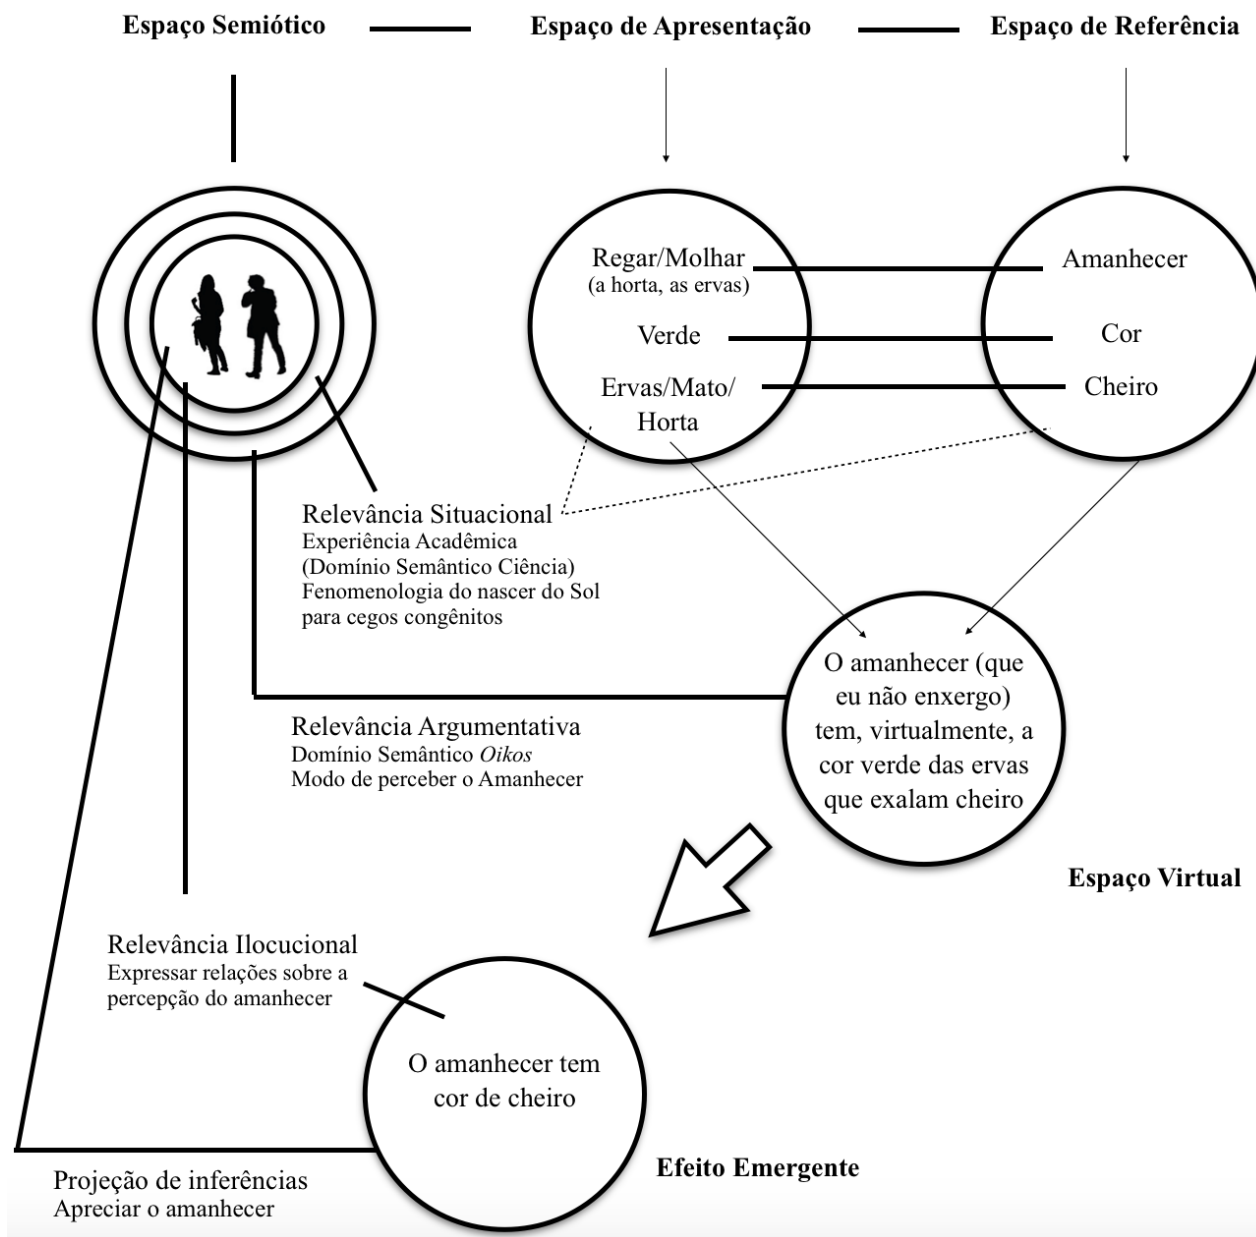 Espaço Semiótico
Espaço de Apresentação
Espaço de Referência
Regar/Molhar
(a horta, as ervas)
Verde
Ervas/Mato/
Horta
Amanhecer
Cor
Cheiro
Relevância Situacional
Experiência Acadêmica
(Domínio Semântico Ciência)
Fenomenologia do nascer do Sol
para cegos congênitos
O amanhecer (que
eu não enxergo)
tem, virtualmente, a
cor verde das ervas
que exalam cheiro
Relevância Argumentativa
Domínio Semântico Oikos
Modo de perceber o Amanhecer
Espaço Virtual
Relevância Ilocucional
Expressar relações sobre a
percepção do amanhecer
O amanhecer tem
cor de cheiro
Efeito Emergente
Projeção de inferências
Apreciar o amanhecer